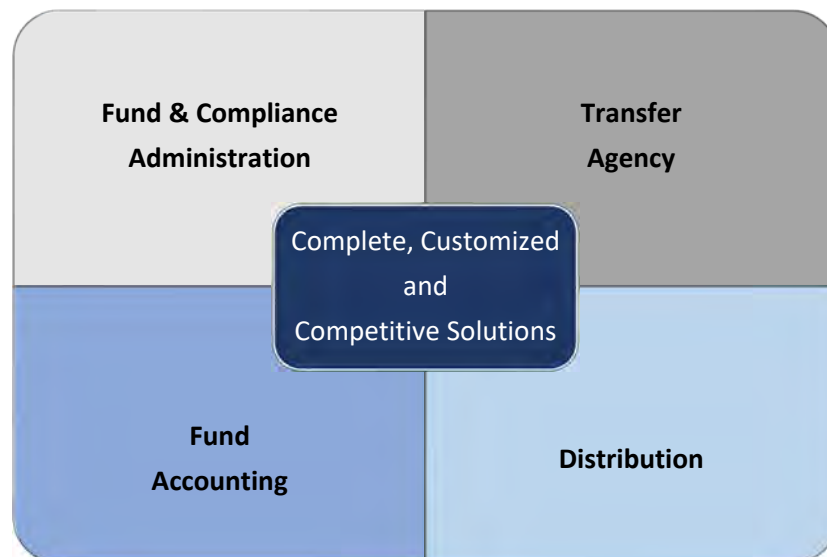 Fund & Compliance
Administration
Transfer
Agency
Complete, Customized
and
Competitive Solutions
Fund
Accounting
Distribution